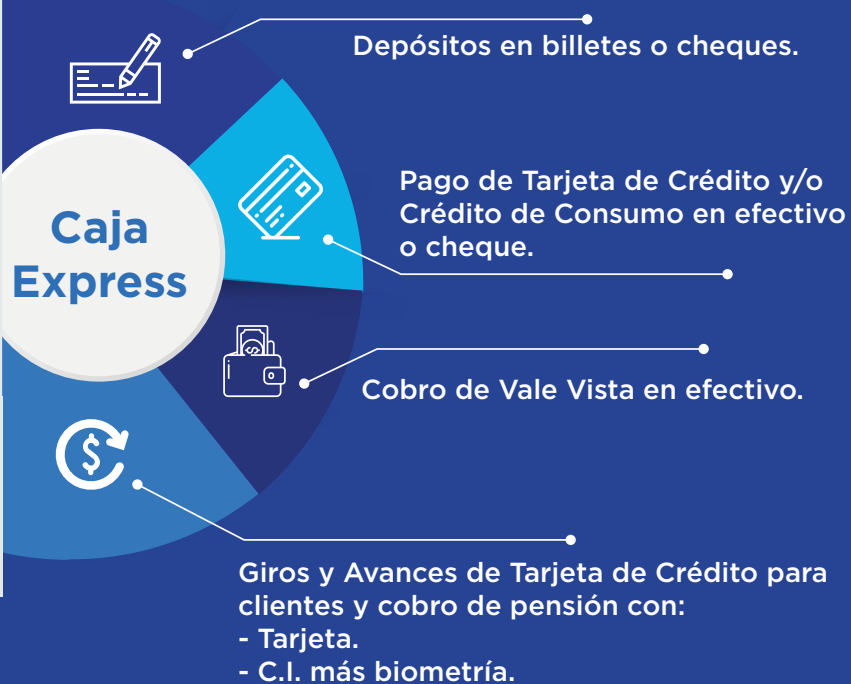 Depósitos en billetes o cheques.
Pago de Tarjeta de Crédito y/o
Crédito de Consumo en efectivo
o cheque.
Caja
Express
Cobro de Vale Vista en efectivo.
Giros y Avances de Tarjeta de Crédito para
clientes y cobro de pensión con:
- Tarjeta.
- C.I. más biometría.